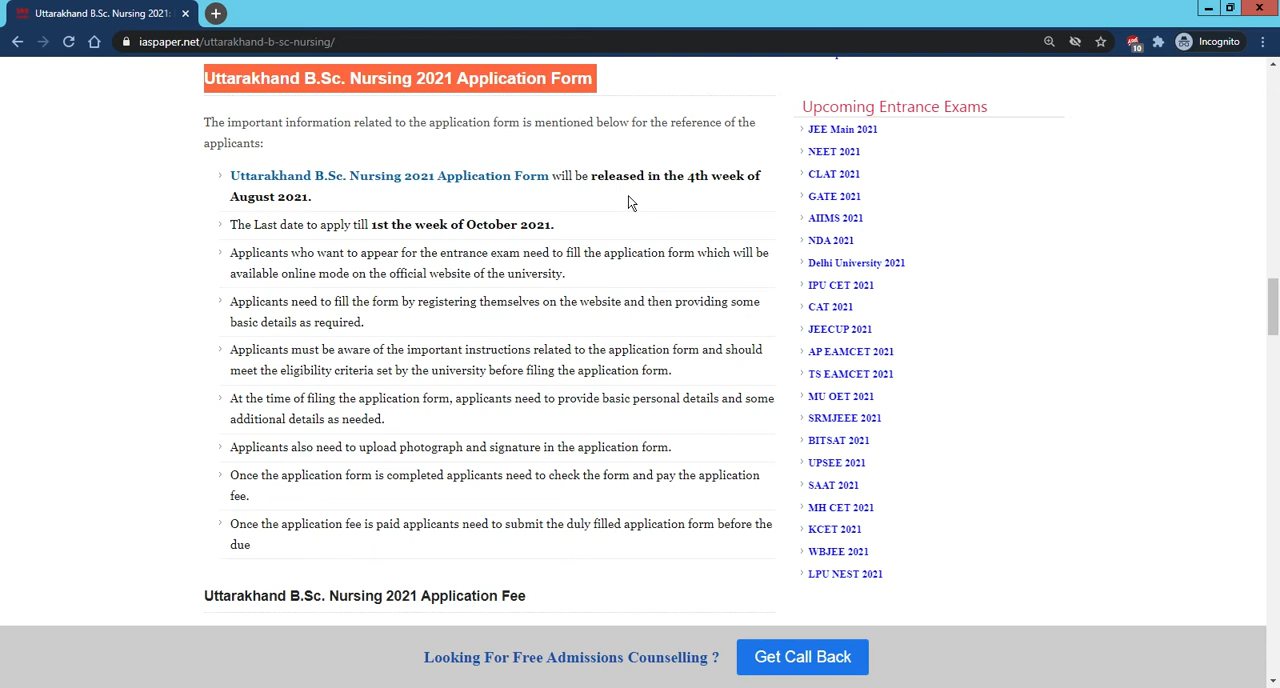 Uttarakhand B.Sc. Nursing 2021:
iaspaper.net/uttarakhand-b-sc-nursing/
10
Incognito
Uttarakhand B.Sc. Nursing 2021 Application Form
The important information related to the application form is mentioned below for the reference of the
applicants:
Uttarakhand B.Sc. Nursing 2021 Application Form will be released in the 4th week of
August 2021.
The Last date to apply till 1st the week of October 2021.
Applicants who want to appear for the entrance exam need to fill the application form which will be
available online mode on the official website of the university.
Applicants need to fill the form by registering themselves on the website and then providing some
basic details as required.
Applicants must be aware of the important instructions related to the application form and should
meet the eligibility criteria set by the university before filing the application form.
At the time of filing the application form, applicants need to provide basic personal details and some
additional details as needed.
Applicants also need to upload photograph and signature in the application form.
Once the application form is completed applicants need to check the form and pay the application
fee.
Once the application fee is paid applicants need to submit the duly filled application form before the
due
Uttarakhand B.Sc. Nursing 2021 Application Fee
Upcoming Entrance Exams
JEE Main 2021
NEET 2021
CLAT 2021
GATE 2021
AIIMS 2021
NDA 2021
Delhi University 2021
IPU CET 2021
CAT 2021
JEECUP 2021
AP EAMCET 2021
TS EAMCET 2021
MU OET 2021
SRMJEEE 2021
BITSAT 2021
UPSEE 2021
SAAT 2021
MH CET 2021
KCET 2021
WBJEE 2021
LPU NEST 2021
Looking For Free Admissions Counselling ?
Get Call Back